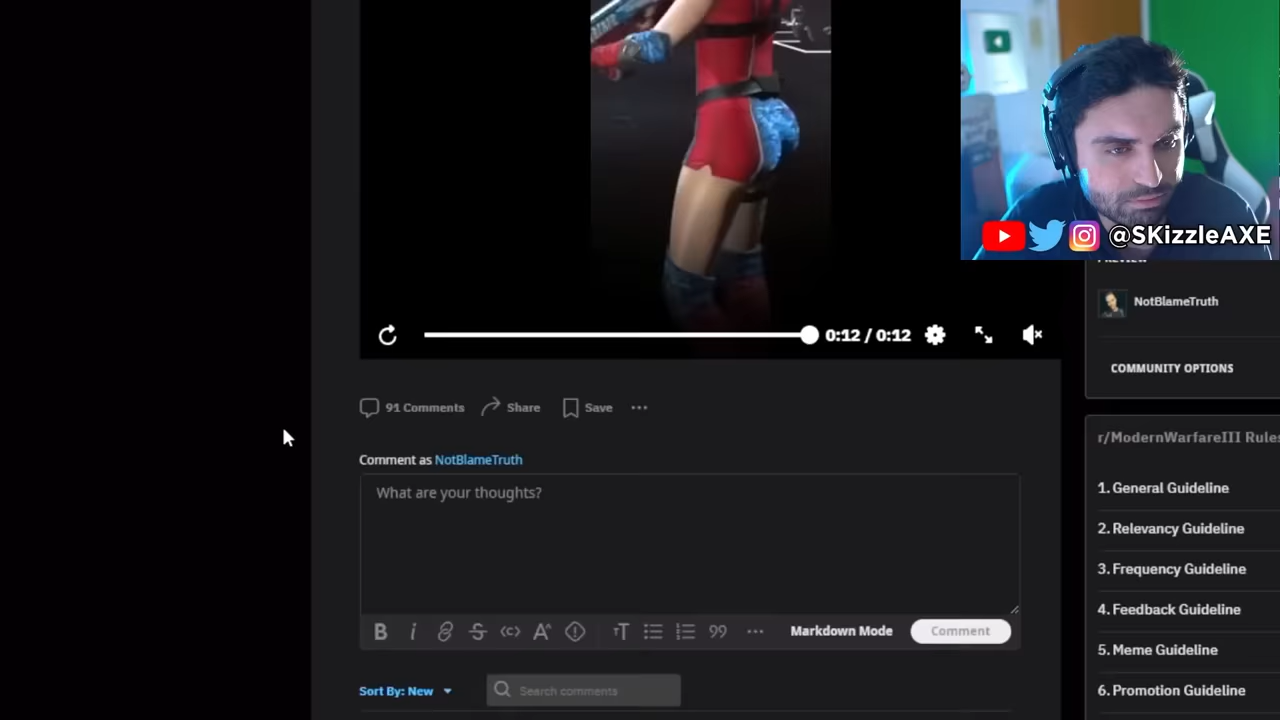 @SKizzleAXE
PREVIEW
NotBlameTruth
0:12 / 0:12
COMMUNITY OPTIONS
91 Comments
Share
Save
r/ModernWarfareIII Rules
Comment as NotBlameTruth
What are your thoughts?
1. General Guideline
2. Relevancy Guideline
3. Frequency Guideline
4. Feedback Guideline
5. Meme Guideline
6. Promotion Guideline
Markdown Mode
Comment
Sort By: New
Search comments